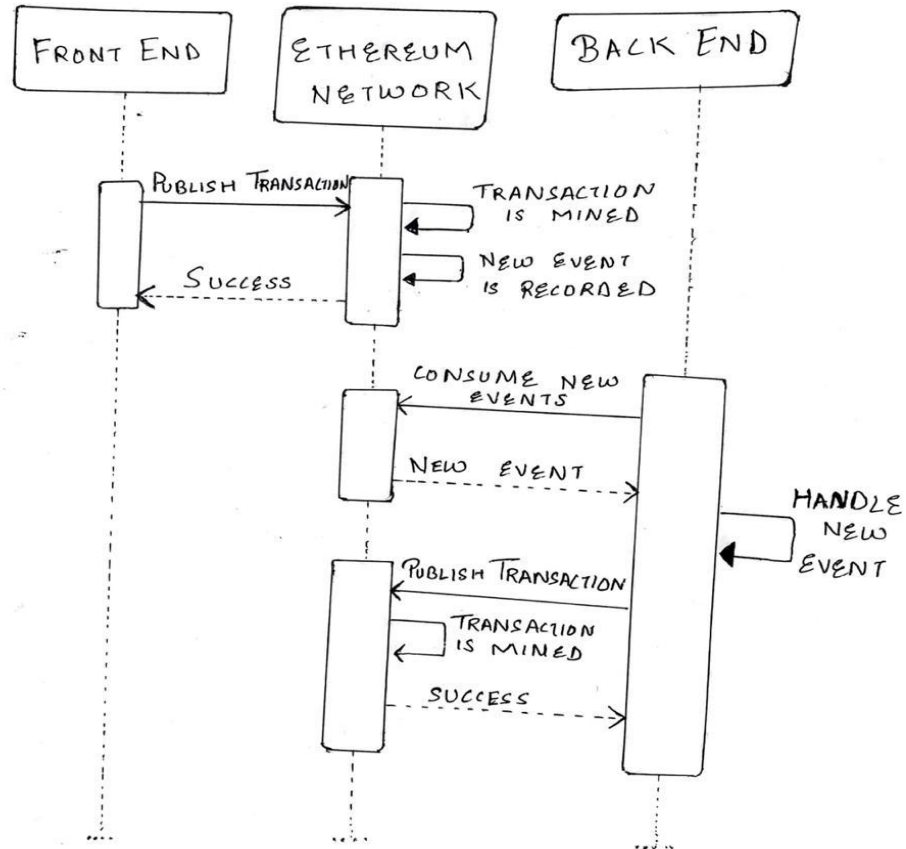 FRONT END
ETHEREUM
NETWORK
BACK END
PUBLISH TRANSACTION
TRANSACTION
IS MINED
NEW EVENT
IS RECORDED
SUCCESS
CONSUME NEW
EVENTS
NEW EVENT
HANDLE
NEW
EVENT
PUBLISH TRANSACTION
TRANSACTION
IS MINED
SUCCESS